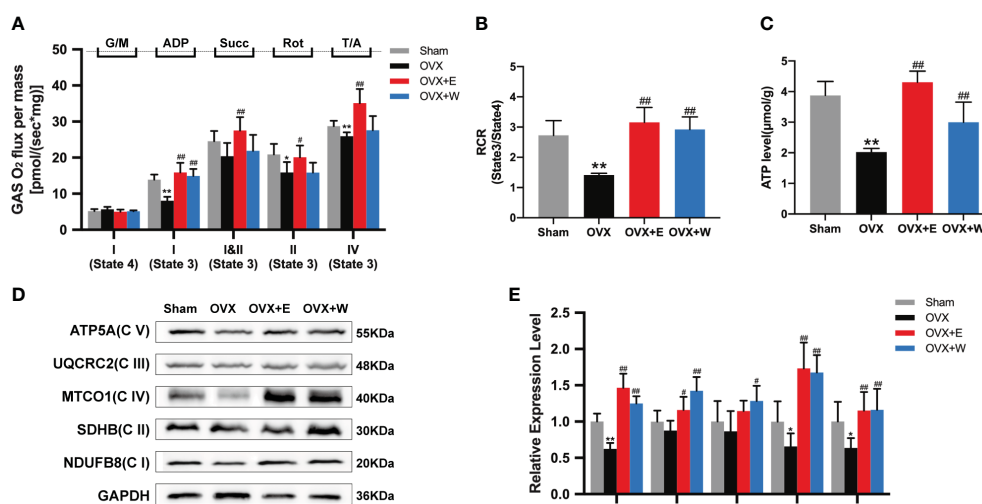 A
G/M ADP Succ Rot T/A
Sham
OVX
OVX+E
OVX+W
GAS O₂ flux per mass
[pmol/(sec*mg)]
50
40
30
20
10
0
** ## ## ## * # ** ##
I I I&II II IV
(State 4) (State 3) (State 3) (State 3) (State 3)
B
RCR
(State3/State4)
5
4
3
2
1
0
** ## ##
Sham OVX OVX+E OVX+W
C
ATP level(μmol/g)
5
4
3
2
1
0
** ## ##
Sham OVX OVX+E OVX+W
D
Sham OVX OVX+E OVX+W
ATP5A(C V) 55KDa
UQCRC2(C III) 48KDa
MTCO1(C IV) 40KDa
SDHB(C II) 30KDa
NDUFB8(C I) 20KDa
GAPDH 36KDa
E
Sham
OVX
OVX+E
OVX+W
Relative Expression Level
2.5
2.0
1.5
1.0
0.5
0.0
** ## ## # ## # * ## ## * ## ##